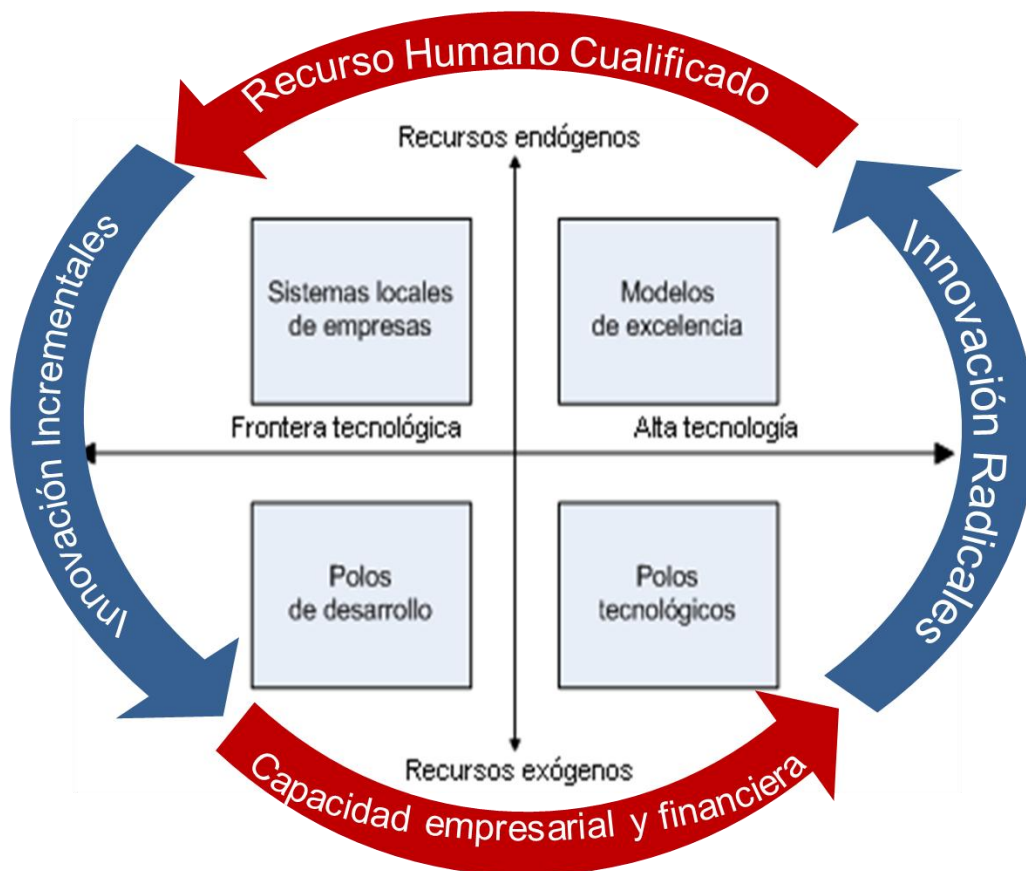 Recurso Humano Cualificado
Recursos endógenos
Sistemas locales
de empresas
Modelos
de excelencia
Innovación Incrementales
Innovación Radicales
Frontera tecnológica
Alta tecnología
Polos
de desarrollo
Polos
tecnológicos
Recursos exógenos
Capacidad empresarial y financiera